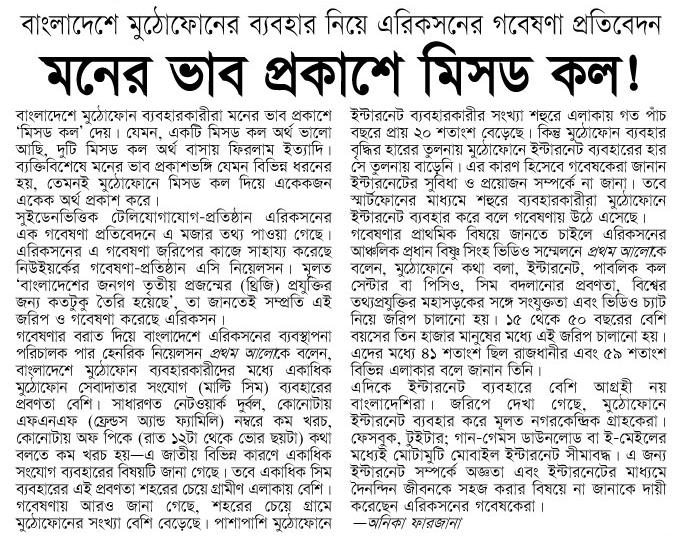 বাংলাদেশে মুঠোফোনের ব্যবহার নিয়ে এরিকসনের গবেষণা প্রতিবেদন
মনের ভাব প্রকাশে মিসড কল!
বাংলাদেশে মুঠোফোন ব্যবহারকারীরা মনের ভাব প্রকাশে
‘মিসড কল’ দেয়। যেমন, একটি মিসড কল অর্থ ভালো
আছি, দুটি মিসড কল অর্থ বাসায় ফিরলাম ইত্যাদি।
ব্যক্তিবিশেষে মনের ভাব প্রকাশভঙ্গি যেমন বিভিন্ন ধরনের
হয়, তেমনই মুঠোফোনে মিসড কল দিয়ে একেকজন
একেক অর্থ প্রকাশ করে।
সুইডেনভিত্তিক টেলিযোগাযোগ-প্রতিষ্ঠান এরিকসনের
এক গবেষণা প্রতিবেদনে এ মজার তথ্য পাওয়া গেছে।
এরিকসনের এ গবেষণা জরিপের কাজে সাহায্য করেছে
নিউইয়র্কের গবেষণা-প্রতিষ্ঠান এসি নিয়েলসন। মূলত
‘বাংলাদেশের জনগণ তৃতীয় প্রজন্মের (থ্রিজি) প্রযুক্তির
জন্য কতটুকু তৈরি হয়েছে’, তা জানতেই সম্প্রতি এই
জরিপ ও গবেষণা করেছে এরিকসন।
গবেষণার বরাত দিয়ে বাংলাদেশে এরিকসনের ব্যবস্থাপনা
পরিচালক পার হেনরিক নিয়েলসন প্রথম আলোকে বলেন,
বাংলাদেশে মুঠোফোন ব্যবহারকারীদের মধ্যে একাধিক
মুঠোফোন সেবাদাতার সংযোগ (মাল্টি সিম) ব্যবহারের
প্রবণতা বেশি। সাধারণত নেটওয়ার্ক দুর্বল, কোনোটায়
এফএনএফ (ফ্রেন্ডস অ্যান্ড ফ্যামিলি) নম্বরে কম খরচ,
কোনোটায় অফ পিকে (রাত ১২টা থেকে ভোর ছয়টা) কথা
বলতে কম খরচ হয়—এ জাতীয় বিভিন্ন কারণে একাধিক
সংযোগ ব্যবহারের বিষয়টি জানা গেছে। তবে একাধিক সিম
ব্যবহারের এই প্রবণতা শহরের চেয়ে গ্রামীণ এলাকায় বেশি।
গবেষণায় আরও জানা গেছে, শহরের চেয়ে গ্রামে
মুঠোফোনের সংখ্যা বেশি বেড়েছে। পাশাপাশি মুঠোফোনে
ইন্টারনেট ব্যবহারকারীর সংখ্যা শহুরে এলাকায় গত পাঁচ
বছরে প্রায় ২০ শতাংশ বেড়েছে। কিন্তু মুঠোফোন ব্যবহার
বৃদ্ধির হারের তুলনায় মুঠোফোনে ইন্টারনেট ব্যবহারের হার
সে তুলনায় বাড়েনি। এর কারণ হিসেবে গবেষকেরা জানান
ইন্টারনেটের সুবিধা ও প্রয়োজন সম্পর্কে না জানা। তবে
স্মার্টফোনের মাধ্যমে শহুরে ব্যবহারকারীরা মুঠোফোনে
ইন্টারনেট ব্যবহার করে বলে গবেষণায় উঠে এসেছে।
গবেষণার প্রাথমিক বিষয়ে জানতে চাইলে এরিকসনের
আঞ্চলিক প্রধান বিষ্ণু সিংহ ভিডিও সম্মেলনে প্রথম আলোকে
বলেন, মুঠোফোনে কথা বলা, ইন্টারনেট, পাবলিক কল
সেন্টার বা পিসিও, সিম বদলানোর প্রবণতা, বিশ্বের
তথ্যপ্রযুক্তির মহাসড়কের সঙ্গে সংযুক্ততা এবং ভিডিও চ্যাট
নিয়ে জরিপ চালানো হয়। ১৫ থেকে ৫০ বছরের বেশি
বয়সের তিন হাজার মানুষের মধ্যে এই জরিপ চালানো হয়।
এদের মধ্যে ৪১ শতাংশ ছিল রাজধানীর এবং ৫৯ শতাংশ
বিভিন্ন এলাকার বলে জানান তিনি।
এদিকে ইন্টারনেট ব্যবহারে বেশি আগ্রহী নয়
বাংলাদেশিরা। জরিপে দেখা গেছে, মুঠোফোনে
ইন্টারনেট ব্যবহার করে মূলত নগরকেন্দ্রিক গ্রাহকেরা।
ফেসবুক, টুইটার; গান-গেমস ডাউনলোড বা ই-মেইলের
মধ্যেই মোটামুটি মোবাইল ইন্টারনেট সীমাবদ্ধ। এ জন্য
ইন্টারনেট সম্পর্কে অজ্ঞতা এবং ইন্টারনেটের মাধ্যমে
দৈনন্দিন জীবনকে সহজ করার বিষয়ে না জানাকে দায়ী
করেছেন এরিকসনের গবেষকেরা।
—অনিকা ফারজানা